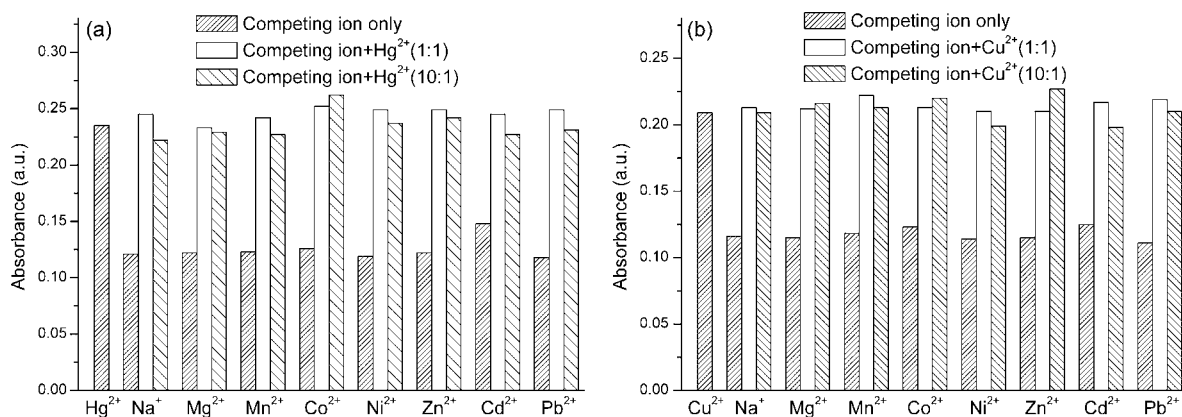 (a)
Competing ion only
Competing ion+Hg²⁺(1:1)
Competing ion+Hg²⁺(10:1)
Absorbance (a.u.)
0.30
0.25
0.20
0.15
0.10
0.05
0.00
Hg²⁺ Na⁺ Mg²⁺ Mn²⁺ Co²⁺ Ni²⁺ Zn²⁺ Cd²⁺ Pb²⁺
(b)
Competing ion only
Competing ion+Cu²⁺(1:1)
Competing ion+Cu²⁺(10:1)
Absorbance (a.u.)
0.25
0.20
0.15
0.10
0.05
0.00
Cu²⁺ Na⁺ Mg²⁺ Mn²⁺ Co²⁺ Ni²⁺ Zn²⁺ Cd²⁺ Pb²⁺